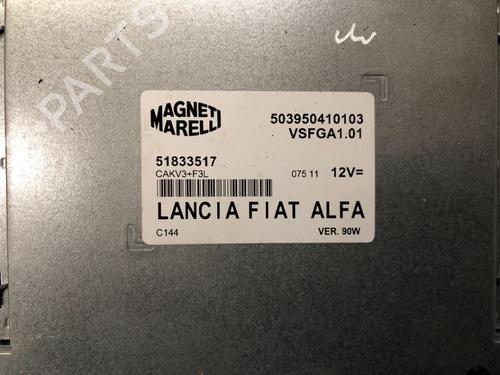 MAGNETI MARELLI
503950410103
VSFGA1.01
51833517
CAKV3+F3L
075 11 12V=
LANCIA FIAT ALFA
C144
VER. 90W
B PARTS